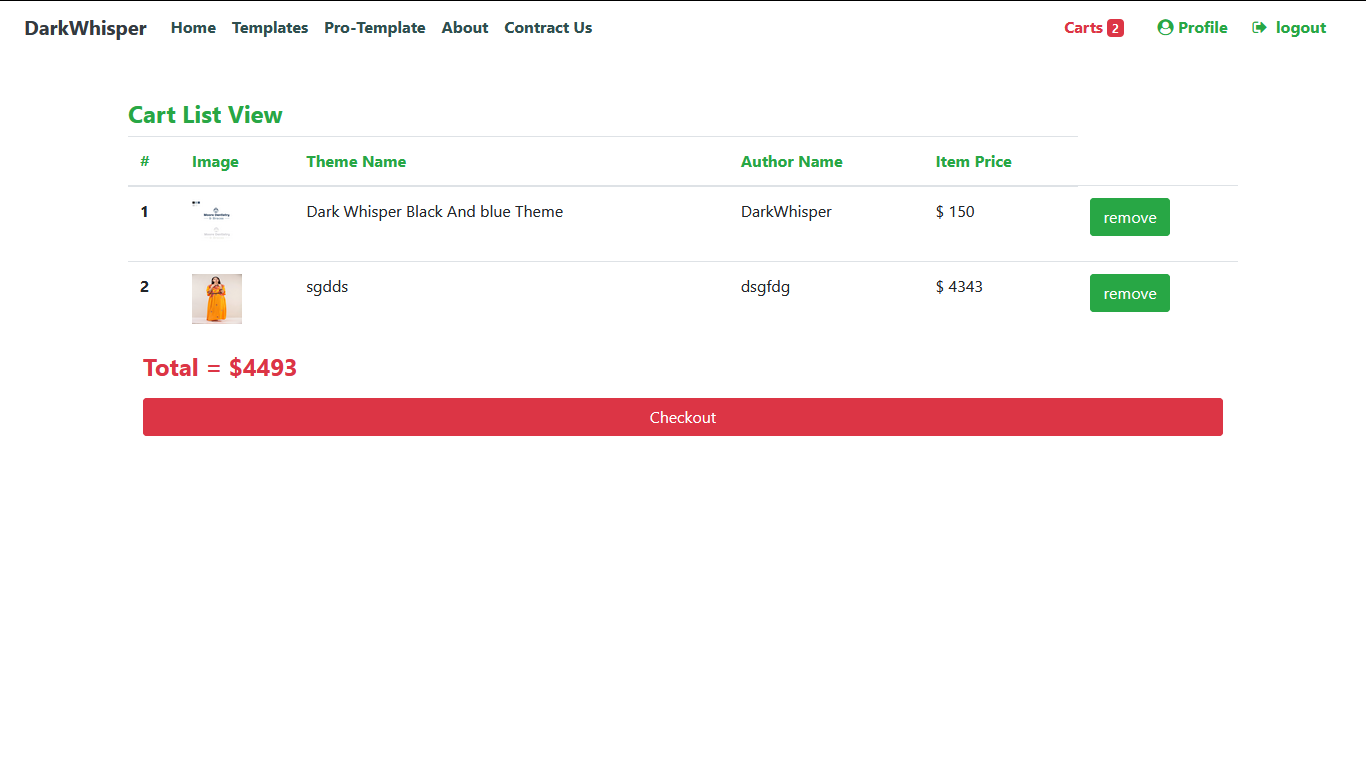 DarkWhisper Home Templates Pro-Template About Contract Us Carts 2 Profile logout
Cart List View
# Image Theme Name Author Name Item Price
1 Dark Whisper Black And blue Theme DarkWhisper $ 150 remove
2 sgdds dsgfdg $ 4343 remove
Total = $4493
Checkout